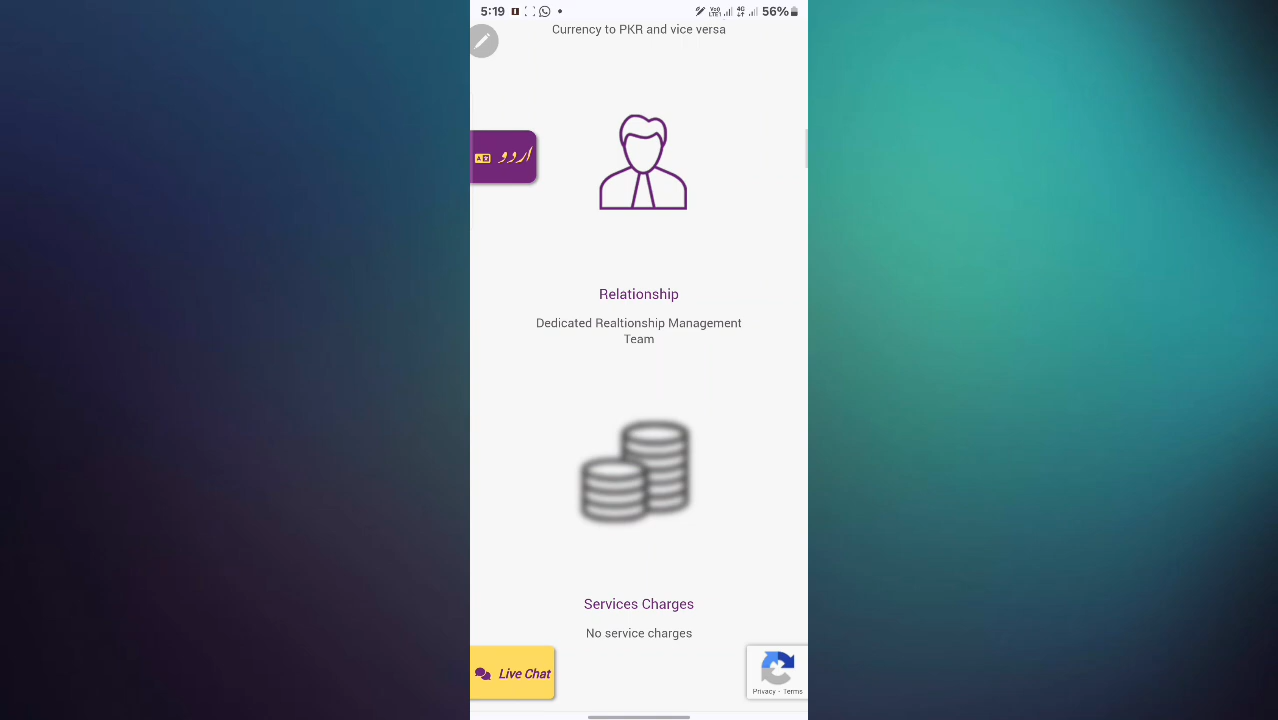 5:19
56%
Currency to PKR and vice versa
اردو
Relationship
Dedicated Realtionship Management
Team
Services Charges
No service charges
Live Chat
Privacy - Terms